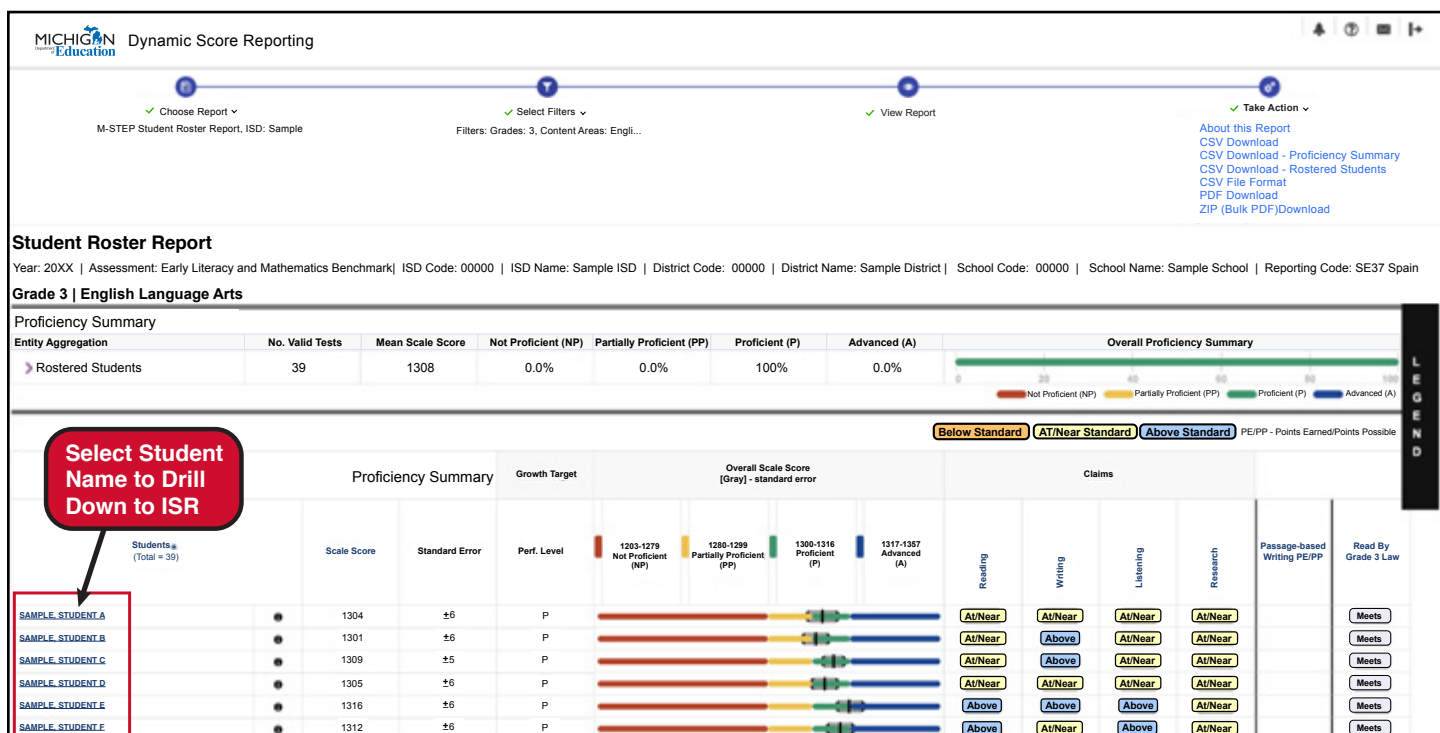 MICHIGAN Department of Education Dynamic Score Reporting
Choose Report
Select Filters
View Report
Take Action
M-STEP Student Roster Report, ISD: Sample
Filters: Grades: 3, Content Areas: Engli...
About this Report
CSV Download
CSV Download - Proficiency Summary
CSV Download - Rostered Students
CSV File Format
PDF Download
ZIP (Bulk PDF)Download
Student Roster Report
Year: 20XX | Assessment: Early Literacy and Mathematics Benchmark| ISD Code: 00000 | ISD Name: Sample ISD | District Code: 00000 | District Name: Sample District | School Code: 00000 | School Name: Sample School | Reporting Code: SE37 Spain
Grade 3 | English Language Arts
Proficiency Summary
Entity Aggregation No. Valid Tests Mean Scale Score Not Proficient (NP) Partially Proficient (PP) Proficient (P) Advanced (A) Overall Proficiency Summary
Rostered Students 39 1308 0.0% 0.0% 100% 0.0%
0 20 40 60 80 100
Not Proficient (NP) Partially Proficient (PP) Proficient (P) Advanced (A)
LEGEND
Below Standard AT/Near Standard Above Standard PE/PP - Points Earned/Points Possible
Select Student
Name to Drill
Down to ISR
Proficiency Summary Growth Target Overall Scale Score Claims
[Gray] - standard error
Students
(Total = 39)
Scale Score Standard Error Perf. Level
1203-1279
Not Proficient
(NP)
1280-1299
Partially Proficient
(PP)
1300-1316
Proficient
(P)
1317-1357
Advanced
(A)
Reading
Writing
Listening
Research
Passage-based
Writing PE/PP
Read By
Grade 3 Law
SAMPLE, STUDENT A 1304 ±6 P At/Near At/Near At/Near At/Near Meets
SAMPLE, STUDENT B 1301 ±6 P At/Near Above At/Near At/Near Meets
SAMPLE, STUDENT C 1309 ±5 P At/Near Above At/Near At/Near Meets
SAMPLE, STUDENT D 1305 ±6 P At/Near At/Near At/Near At/Near Meets
SAMPLE, STUDENT E 1316 ±6 P Above Above Above At/Near Meets
SAMPLE, STUDENT F 1312 ±6 P Above At/Near Above At/Near Meets